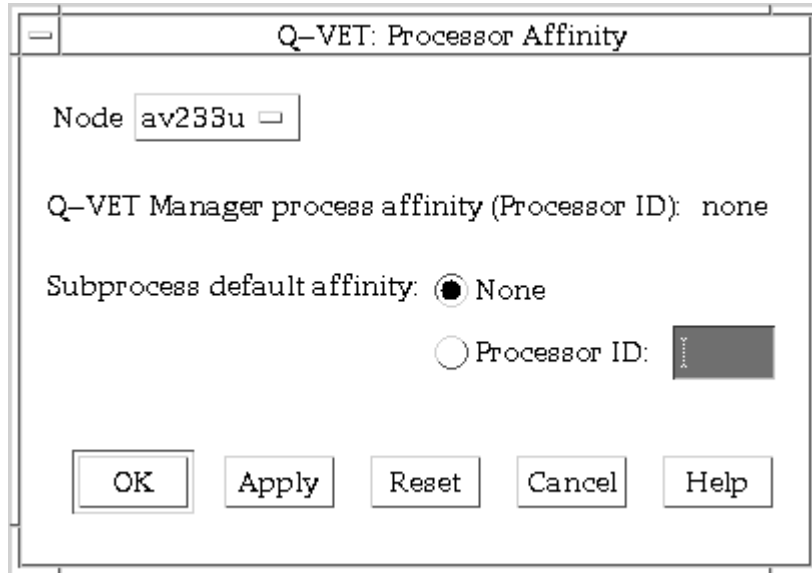 Q–VET: Processor Affinity
Node av233u
Q–VET Manager process affinity (Processor ID): none
Subprocess default affinity: None
Processor ID:
OK Apply Reset Cancel Help